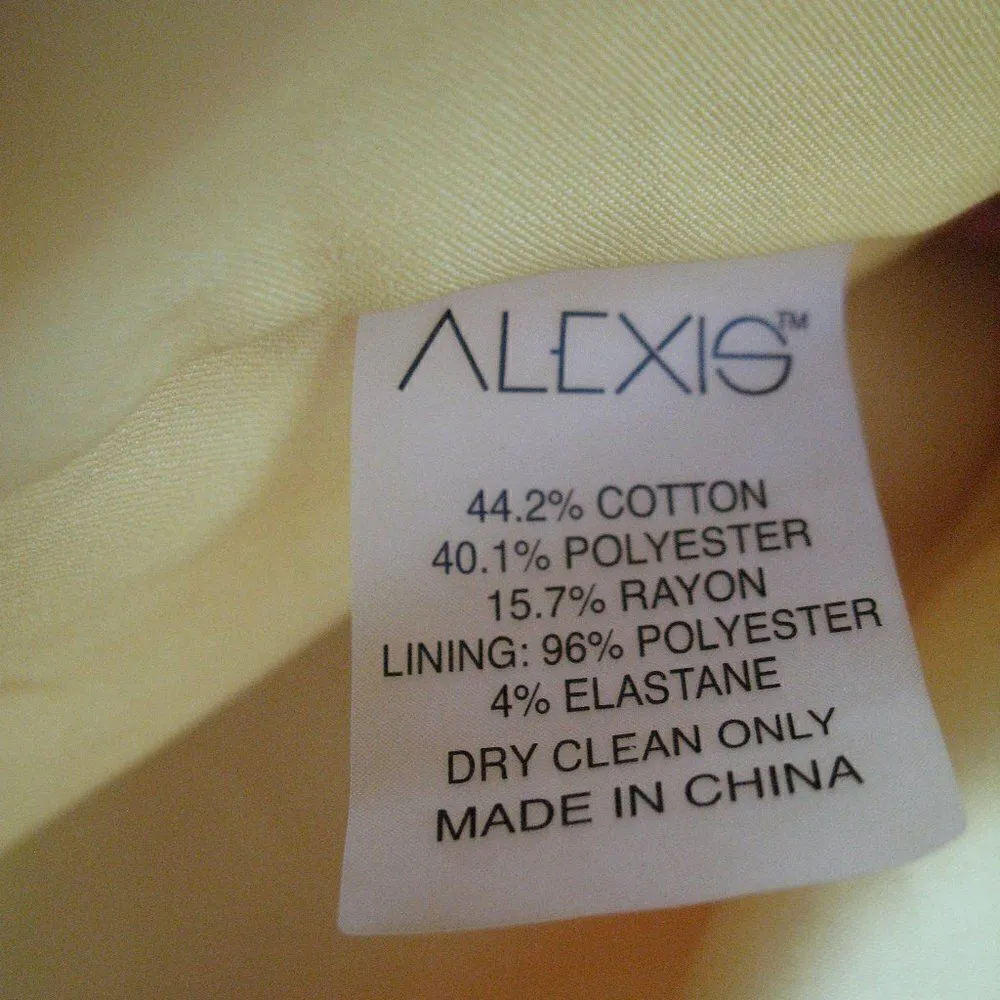 ALEXIS™
44.2% COTTON
40.1% POLYESTER
15.7% RAYON
LINING: 96% POLYESTER
4% ELASTANE
DRY CLEAN ONLY
MADE IN CHINA